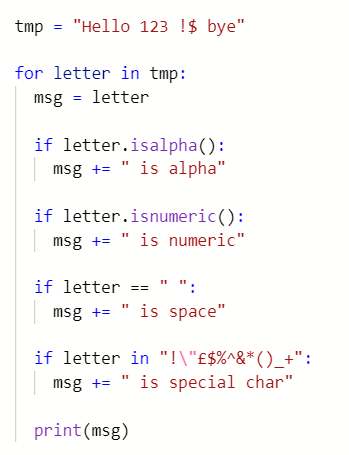 tmp = "Hello 123 !$ bye"

for letter in tmp:
  msg = letter

  if letter.isalpha():
    msg += " is alpha"

  if letter.isnumeric():
    msg += " is numeric"

  if letter == " ":
    msg += " is space"

  if letter in "!\"£$%^&*()_+":
    msg += " is special char"

  print(msg)